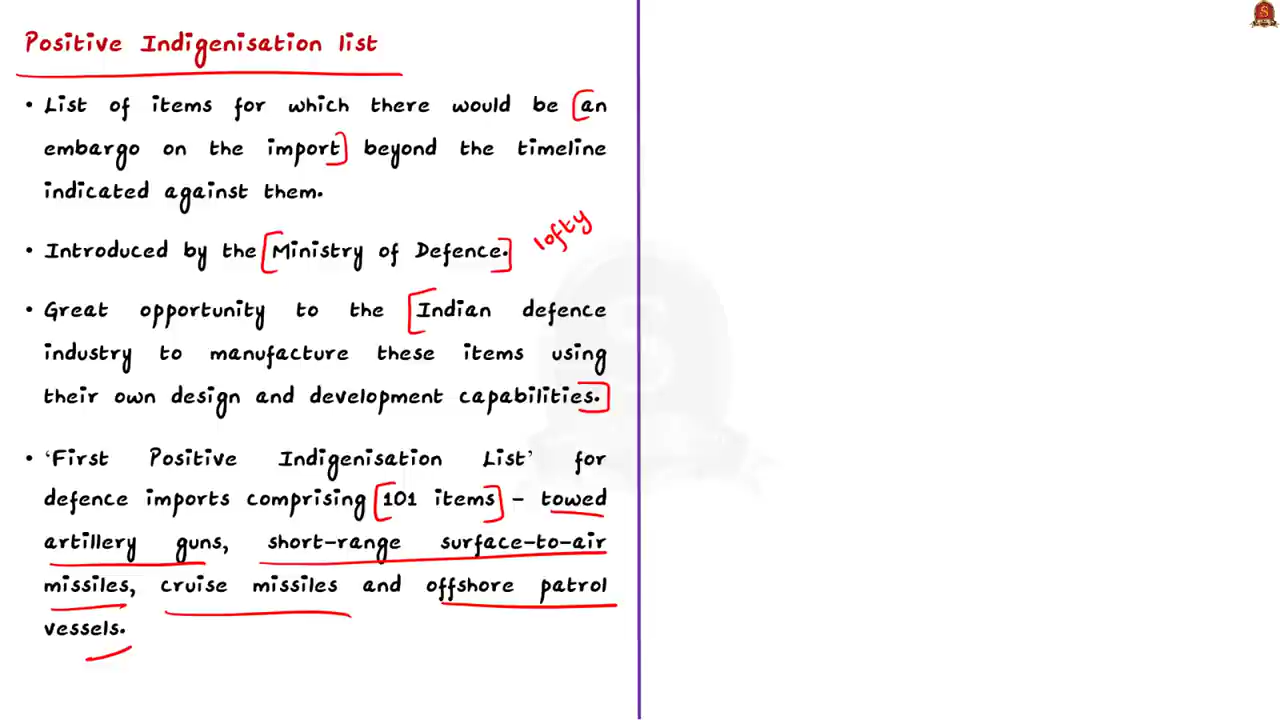 Positive Indigenisation list
• List of items for which there would be [an
embargo on the import] beyond the timeline
indicated against them.
lofty
• Introduced by the [Ministry of Defence.]
• Great opportunity to the [Indian defence
industry to manufacture these items using
their own design and development capabilities.]
• ‘First Positive Indigenisation List’ for
defence imports comprising [101 items] – towed
artillery guns, short-range surface-to-air
missiles, cruise missiles and offshore patrol
vessels.